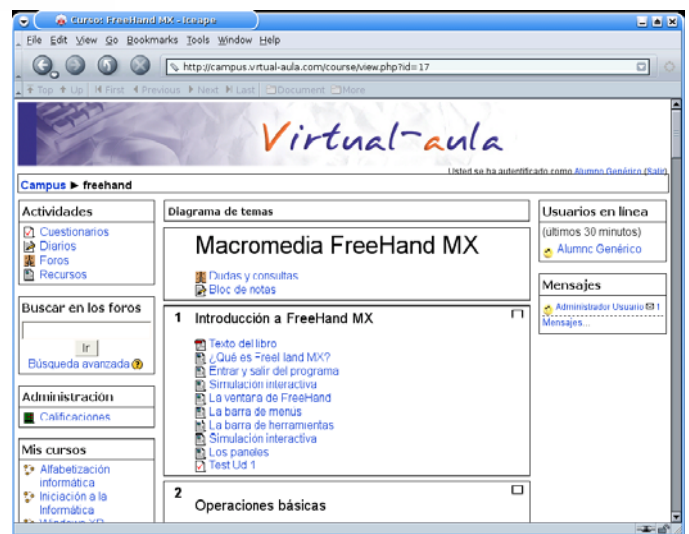 Curso: FreeHand MX - Iceape
File Edit View Go Bookmarks Tools Window Help
http://campus.vrtual-aula.com/course/view.php?id=17
Top Up First Previous Next Last Document More
Virtual-aula
Usted se ha autentificado como Alumno Genérico (Salir)
Campus ► freehand
Actividades
Cuestionarios
Diarios
Foros
Recursos
Buscar en los foros
Ir
Búsqueda avanzada
Administración
Calificaciones
Mis cursos
Alfabetización
informática
Iniciación a la
Informática
Windows XP
Diagrama de temas
Macromedia FreeHand MX
Dudas y consultas
Bloc de notas
1 Introducción a FreeHand MX
Texto del libro
¿Qué es FreeHand MX?
Entrar y salir del programa
Simulación interactiva
La ventana de FreeHand
La barra de menús
La barra de herramientas
Simulación interactiva
Los paneles
Test Ud 1
2
Operaciones básicas
Usuarios en línea
(últimos 30 minutos)
Alumno Genérico
Mensajes
Administrador Usuario 1
Mensajes...